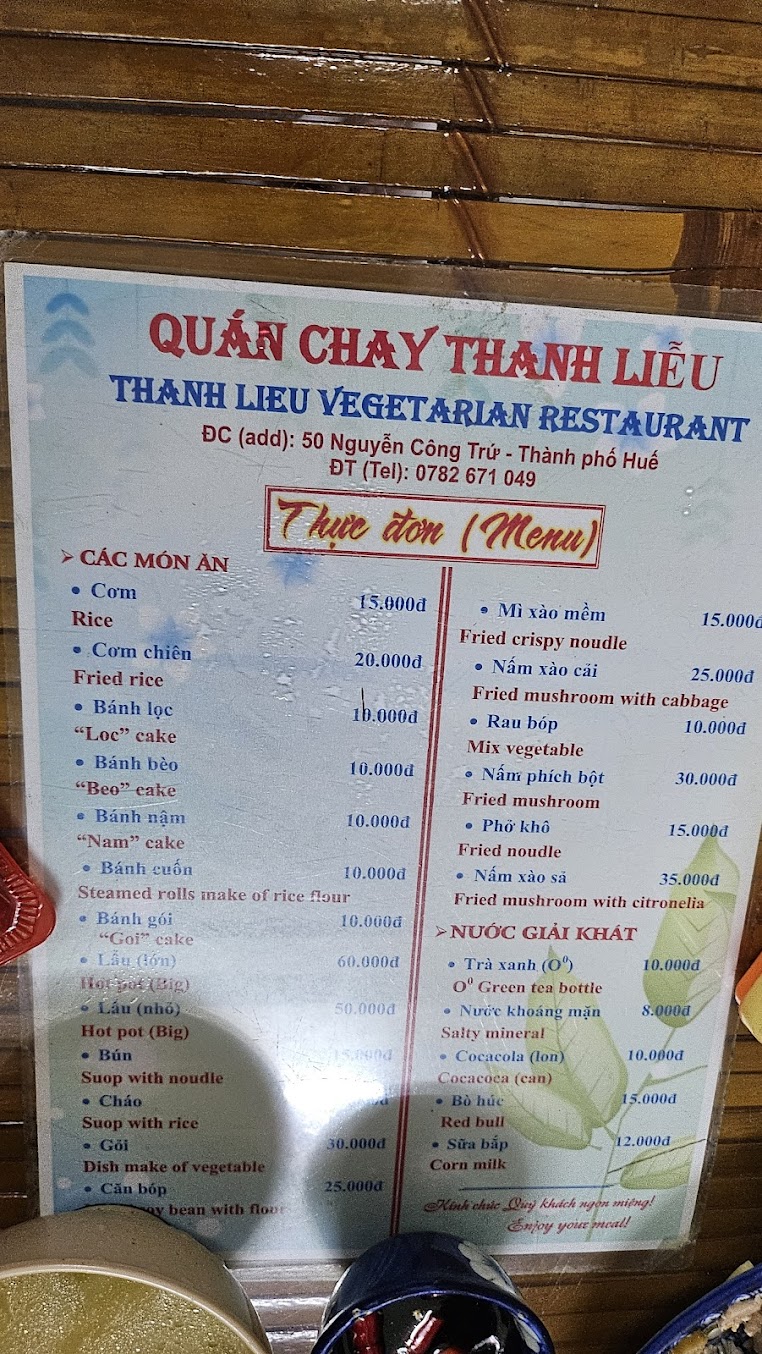 QUÁN CHAY THANH LIỄU
THANH LIEU VEGETARIAN RESTAURANT
ĐC (add): 50 Nguyễn Công Trứ - Thành phố Huế
ĐT (Tel): 0782 671 049
Thực đơn (Menu)
➢ CÁC MÓN ĂN
• Cơm 15.000đ
Rice
• Cơm chiên 20.000đ
Fried rice
• Bánh lọc 10.000đ
“Loc” cake
• Bánh bèo 10.000đ
“Beo” cake
• Bánh nậm 10.000đ
“Nam” cake
• Bánh cuốn 10.000đ
Steamed rolls make of rice flour
• Bánh gói 10.000đ
“Goi” cake
• Lẩu (lớn) 60.000đ
Hot pot (Big)
• Lẩu (nhỏ) 50.000đ
Hot pot (Big)
• Bún 15.000đ
Suop with noudle
• Cháo
Suop with rice
• Gỏi 30.000đ
Dish make of vegetable
• Căn bóp 25.000đ
bean with flour
• Mì xào mềm 15.000đ
Fried crispy noudle
• Nấm xào cải 25.000đ
Fried mushroom with cabbage
• Rau bóp 10.000đ
Mix vegetable
• Nấm phích bột 30.000đ
Fried mushroom
• Phở khô 15.000đ
Fried noudle
• Nấm xào sả 35.000đ
Fried mushroom with citronelia
➢ NƯỚC GIẢI KHÁT
• Trà xanh (O⁰) 10.000đ
O⁰ Green tea bottle
• Nước khoáng mặn 8.000đ
Salty mineral
• Cocacola (lon) 10.000đ
Cocacoca (can)
• Bò húc 15.000đ
Red bull
• Sữa bắp 12.000đ
Corn milk
Kính chúc Quý khách ngon miệng!
Enjoy your meal!